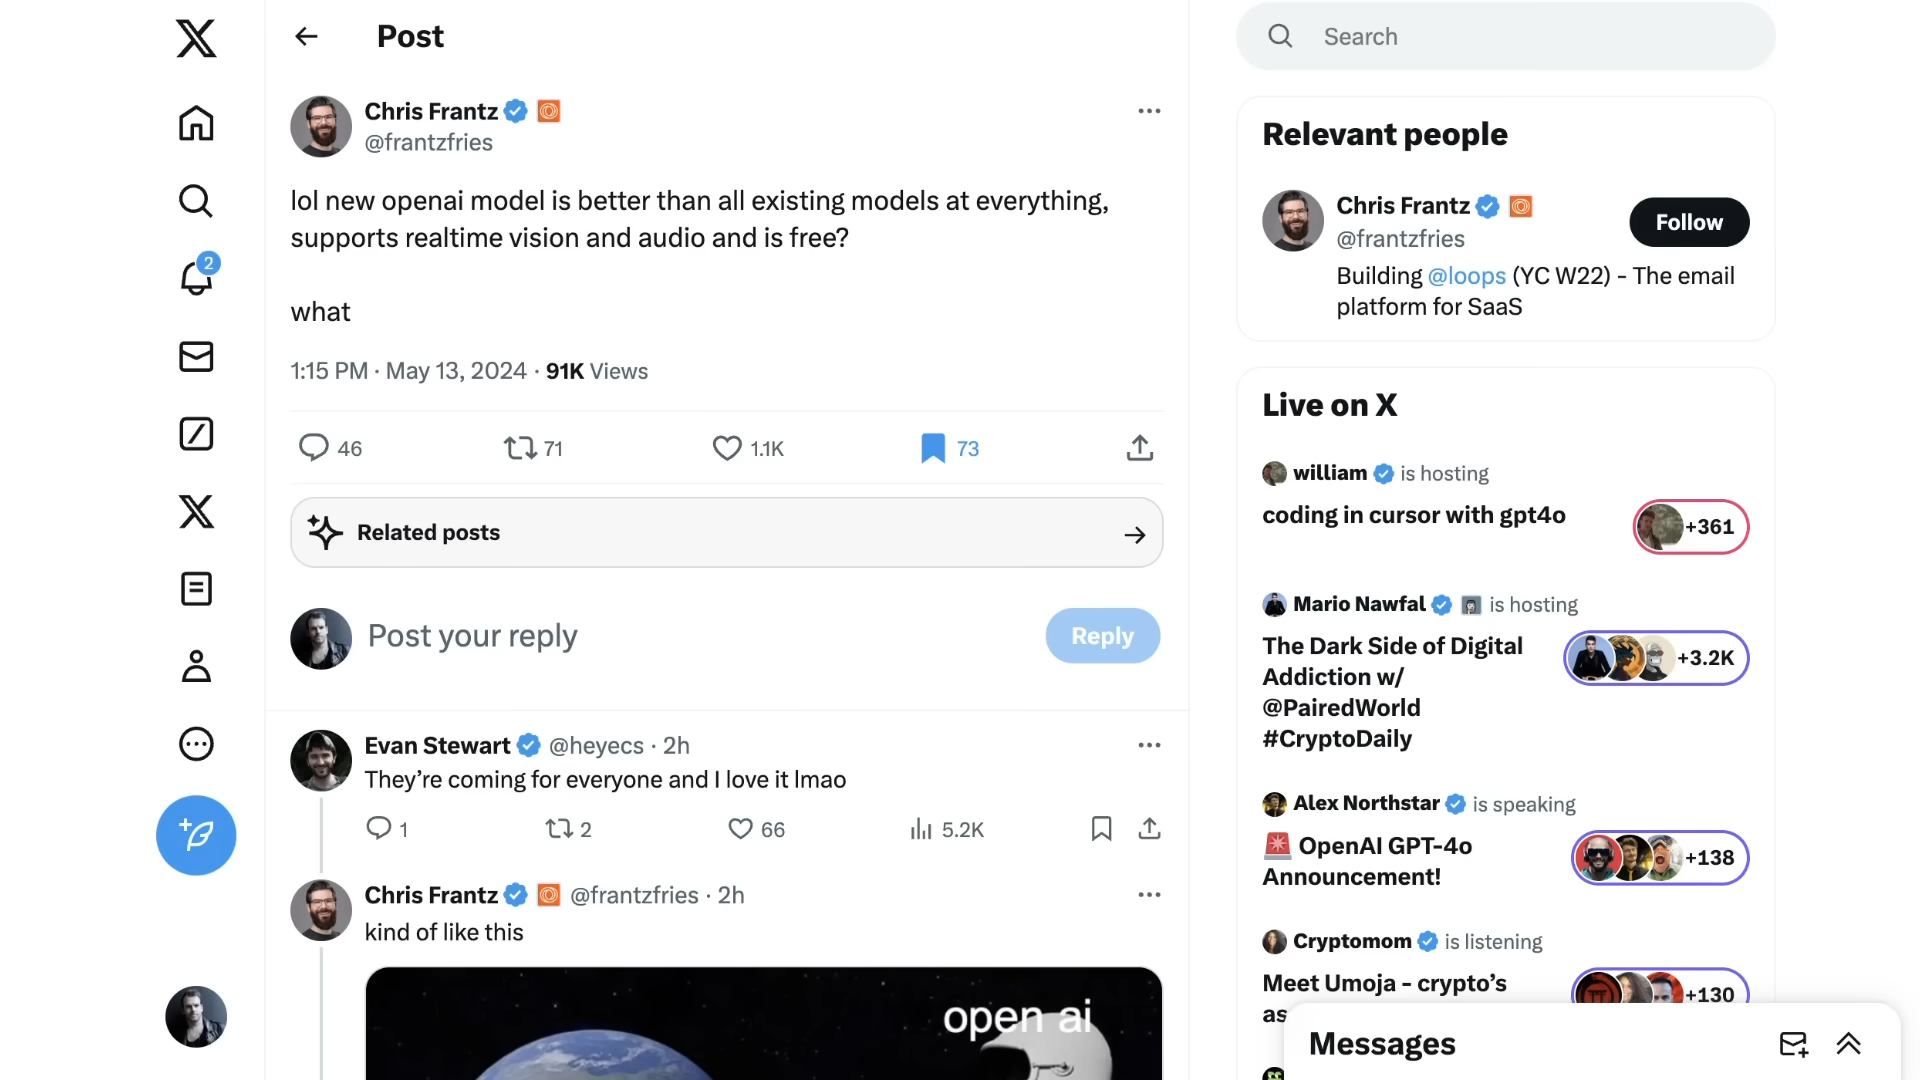 Post
Chris Frantz
@frantzfries
lol new openai model is better than all existing models at everything,
supports realtime vision and audio and is free?
what
1:15 PM · May 13, 2024 · 91K Views
46 71 1.1K 73
Related posts
Post your reply
Reply
Evan Stewart @heyecs · 2h
They’re coming for everyone and I love it lmao
1 2 66 5.2K
Chris Frantz @frantzfries · 2h
kind of like this
open ai
2
Search
Relevant people
Chris Frantz
@frantzfries
Follow
Building @loops (YC W22) - The email
platform for SaaS
Live on X
william is hosting
coding in cursor with gpt4o
+361
Mario Nawfal is hosting
The Dark Side of Digital
Addiction w/
@PairedWorld
#CryptoDaily
+3.2K
Alex Northstar is speaking
🚨 OpenAI GPT-4o
Announcement!
+138
Cryptomom is listening
Meet Umoja - crypto’s
as
+130
Messages